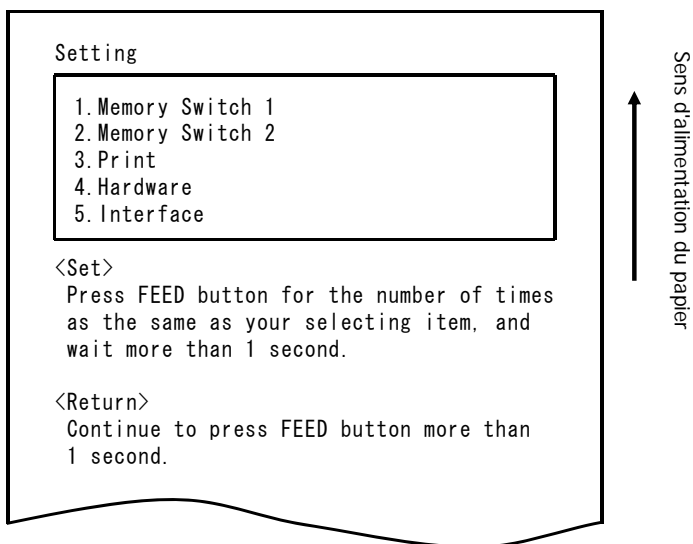 Setting
1.Memory Switch 1
2.Memory Switch 2
3.Print
4.Hardware
5.Interface
<Set>
Press FEED button for the number of times
as the same as your selecting item, and
wait more than 1 second.
<Return>
Continue to press FEED button more than
1 second.
Sens d'alimentation du papier